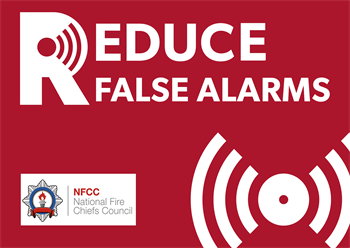 REDUCE
FALSE ALARMS
NFCC
National Fire
Chiefs Council